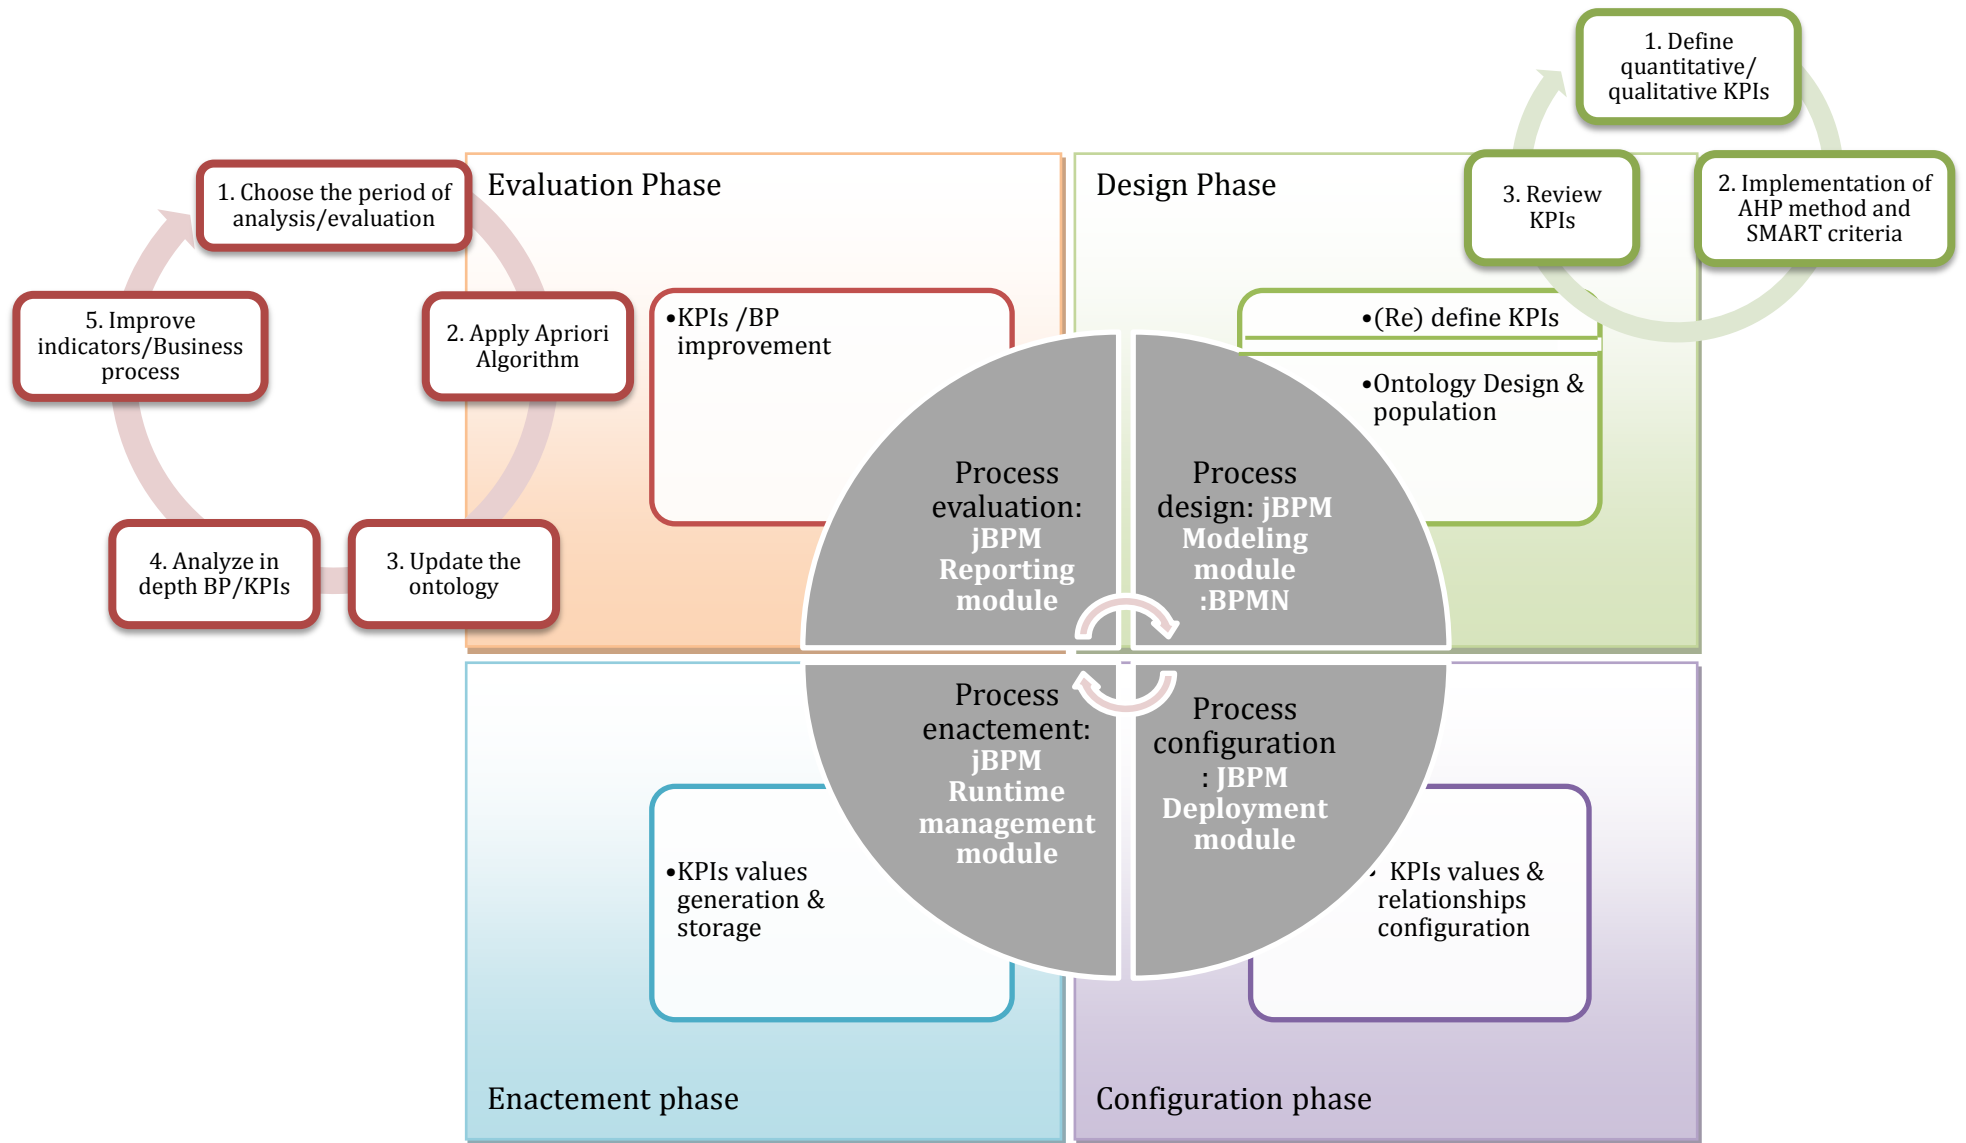 1. Define
quantitative/
qualitative KPIs
2. Implementation of
AHP method and
SMART criteria
3. Review
KPIs
Evaluation Phase
Design Phase
1. Choose the period of
analysis/evaluation
2. Apply Apriori
Algorithm
3. Update the
ontology
4. Analyze in
depth BP/KPIs
5. Improve
indicators/Business
process
•KPIs /BP
improvement
•(Re) define KPIs
•Ontology Design &
population
Process
evaluation:
jBPM
Reporting
module
Process
design: jBPM
Modeling
module
:BPMN
Process
enactement:
jBPM
Runtime
management
module
Process
configuration
: JBPM
Deployment
module
•KPIs values
generation &
storage
• KPIs values &
relationships
configuration
Enactement phase
Configuration phase